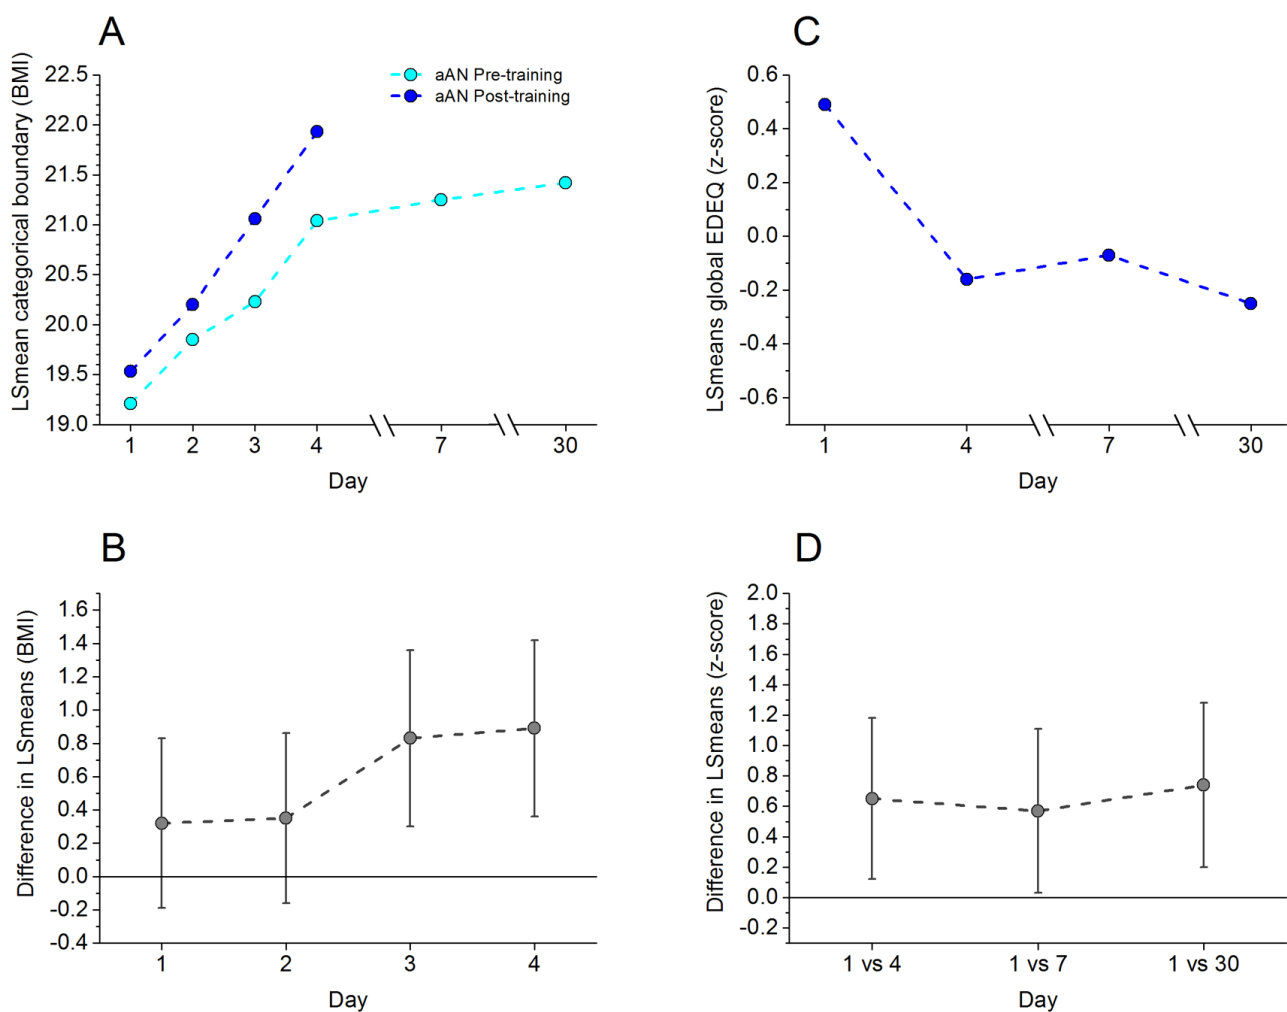 A
LSmean categorical boundary (BMI)
22.5
22.0
21.5
21.0
20.5
20.0
19.5
19.0
aAN Pre-training
aAN Post-training
1 2 3 4 7 30
Day
C
LSmeans global EDEQ (z-score)
0.6
0.4
0.2
0.0
-0.2
-0.4
-0.6
1 4 7 30
Day
B
Difference in LSmeans (BMI)
1.6
1.4
1.2
1.0
0.8
0.6
0.4
0.2
0.0
-0.2
-0.4
1 2 3 4
Day
D
Difference in LSmeans (z-score)
2.0
1.8
1.6
1.4
1.2
1.0
0.8
0.6
0.4
0.2
0.0
-0.2
1 vs 4 1 vs 7 1 vs 30
Day